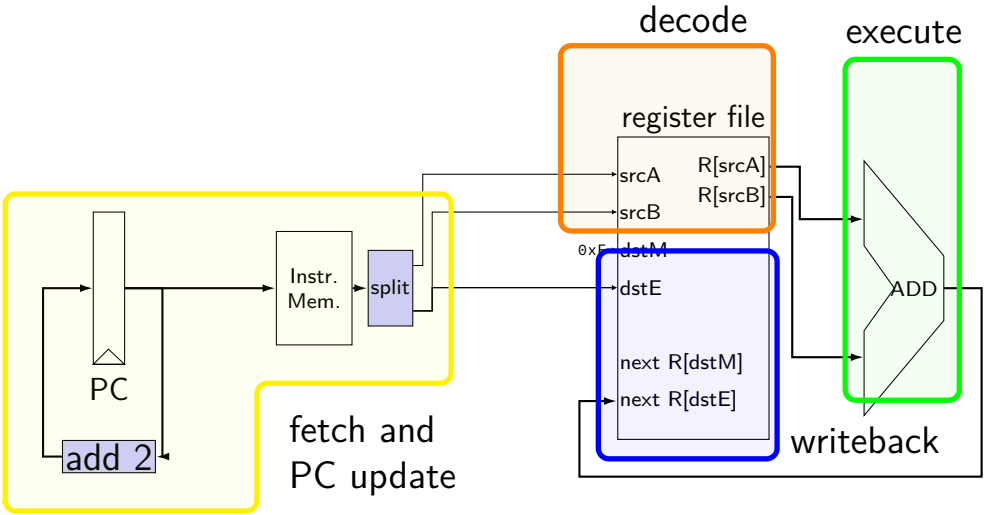 decode
execute
register file
srcA
R[srcA]
srcB
R[srcB]
0xF
dstM
dstE
next R[dstM]
next R[dstE]
Instr.
Mem.
split
ADD
PC
add 2
fetch and
PC update
writeback